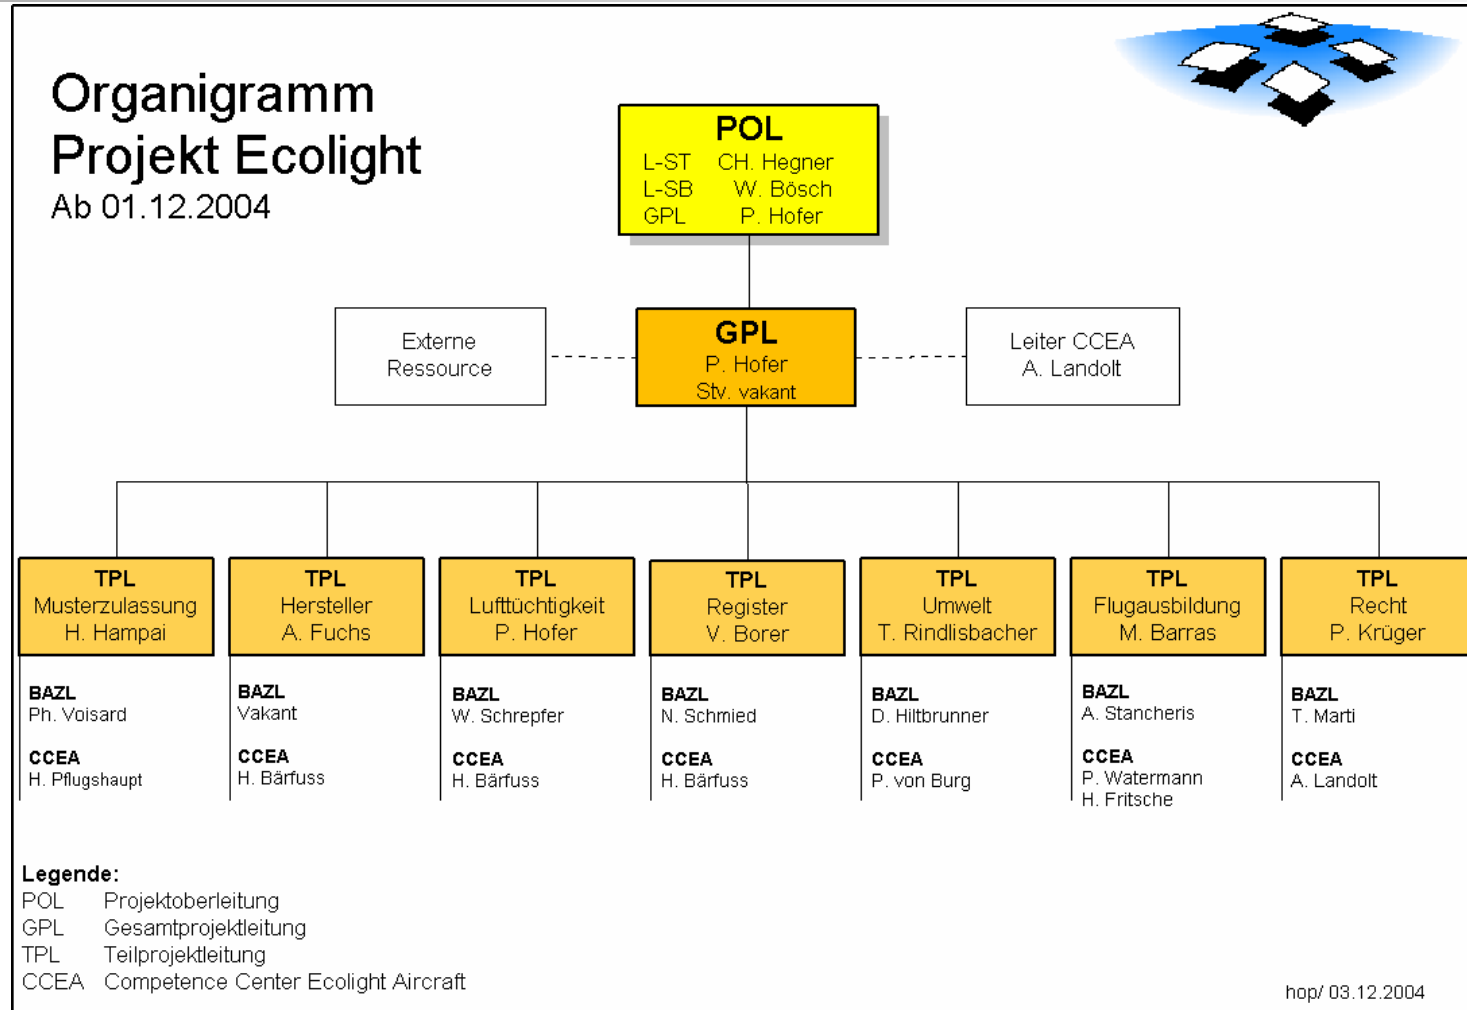 Organigramm
Projekt Ecolight
Ab 01.12.2004
POL
L-ST CH. Hegner
L-SB W. Bösch
GPL P. Hofer
Externe
Ressource
GPL
P. Hofer
Stv. vakant
Leiter CCEA
A. Landolt
TPL
Musterzulassung
H. Hampai
BAZL
Ph. Voisard
CCEA
H. Pflugshaupt
TPL
Hersteller
A. Fuchs
BAZL
Vakant
CCEA
H. Bärfuss
TPL
Lufttüchtigkeit
P. Hofer
BAZL
W. Schrepfer
CCEA
H. Bärfuss
TPL
Register
V. Borer
BAZL
N. Schmied
CCEA
H. Bärfuss
TPL
Umwelt
T. Rindlisbacher
BAZL
D. Hiltbrunner
CCEA
P. von Burg
TPL
Flugausbildung
M. Barras
BAZL
A. Stancheris
CCEA
P. Watermann
H. Fritsche
TPL
Recht
P. Krüger
BAZL
T. Marti
CCEA
A. Landolt
Legende:
POL Projektoberleitung
GPL Gesamtprojektleitung
TPL Teilprojektleitung
CCEA Competence Center Ecolight Aircraft
hop/ 03.12.2004